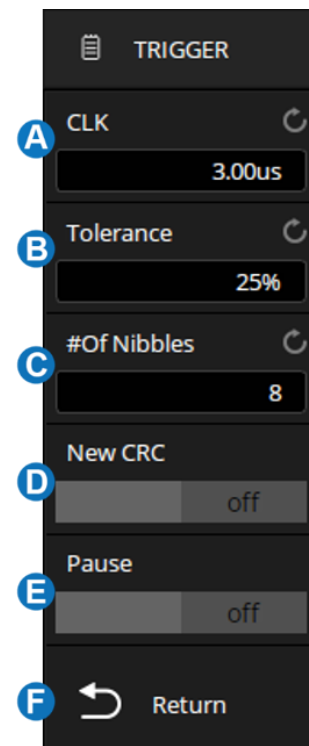 TRIGGER
A
CLK
3.00us
B
Tolerance
25%
C
#Of Nibbles
8
D
New CRC
off
E
Pause
off
F
Return